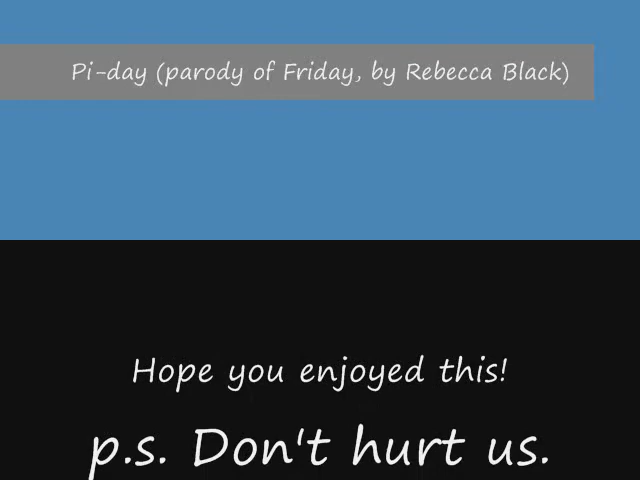 Pi-day (parody of Friday, by Rebecca Black)
Hope you enjoyed this!
p.s. Don't hurt us.